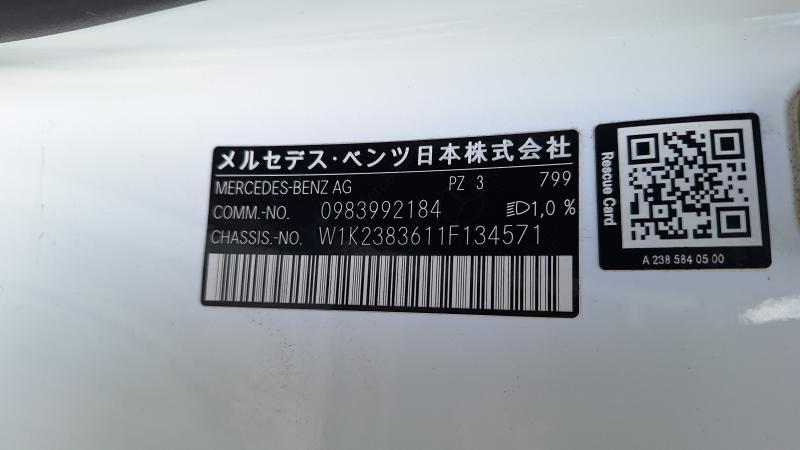 メルセデス・ベンツ日本株式会社
MERCEDES-BENZ AG PZ 3 799
COMM.-NO. 0983992184 1,0 %
CHASSIS.-NO. W1K2383611F134571
Rescue Card
A 238 584 05 00